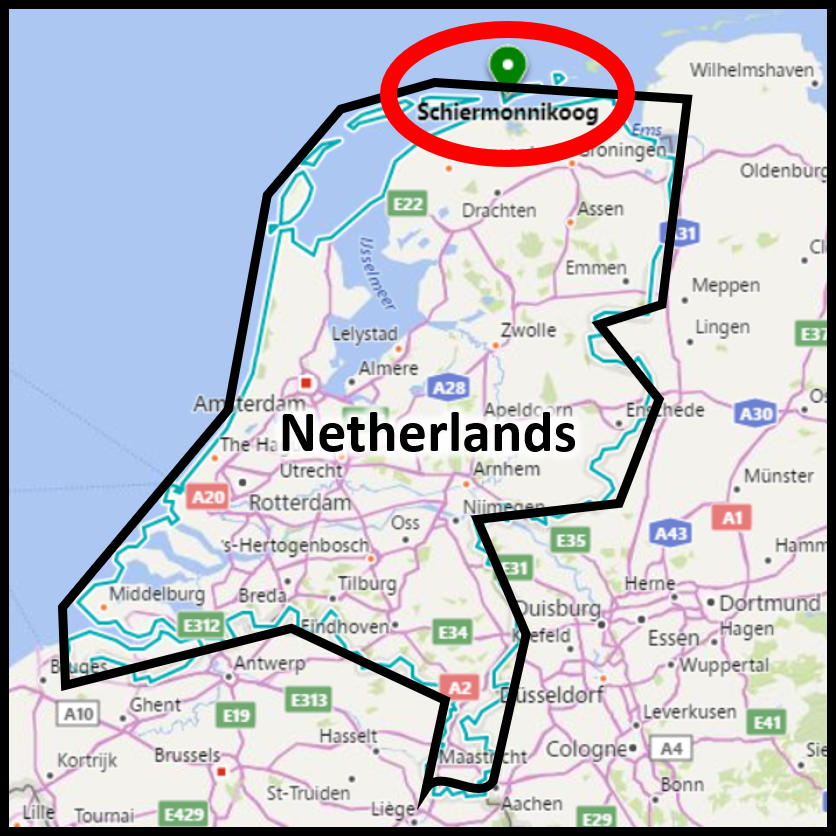 Wilhelmshaven
Schiermonnikoog
Ems
Groningen
Oldenburg
E22
Drachten
Assen
A31
IJsselmeer
Emmen
Meppen
Lelystad
Zwolle
Lingen
E37
Almere
A28
Amsterdam
Apeldoorn
Enschede
A30
Netherlands
The Ha
Utrecht
Arnhem
Münster
A20
Rotterdam
Nijmegen
A1
Oss
E35
A43
's-Hertogenbosch
Hamm
E31
Middelburg
Breda
Tilburg
Herne
Dortmund
E312
Eindhoven
E34
Duisburg
Essen
Hagen
Krefeld
Bruges
Antwerp
Wuppertal
A2
Düsseldorf
A10
Ghent
E19
E313
Leverkusen
E41
Hasselt
Kortrijk
Brussels
Maastricht
Cologne
A4
Sie
St-Truiden
Bonn
Lille
Tournai
E429
Liège
Aachen
E29